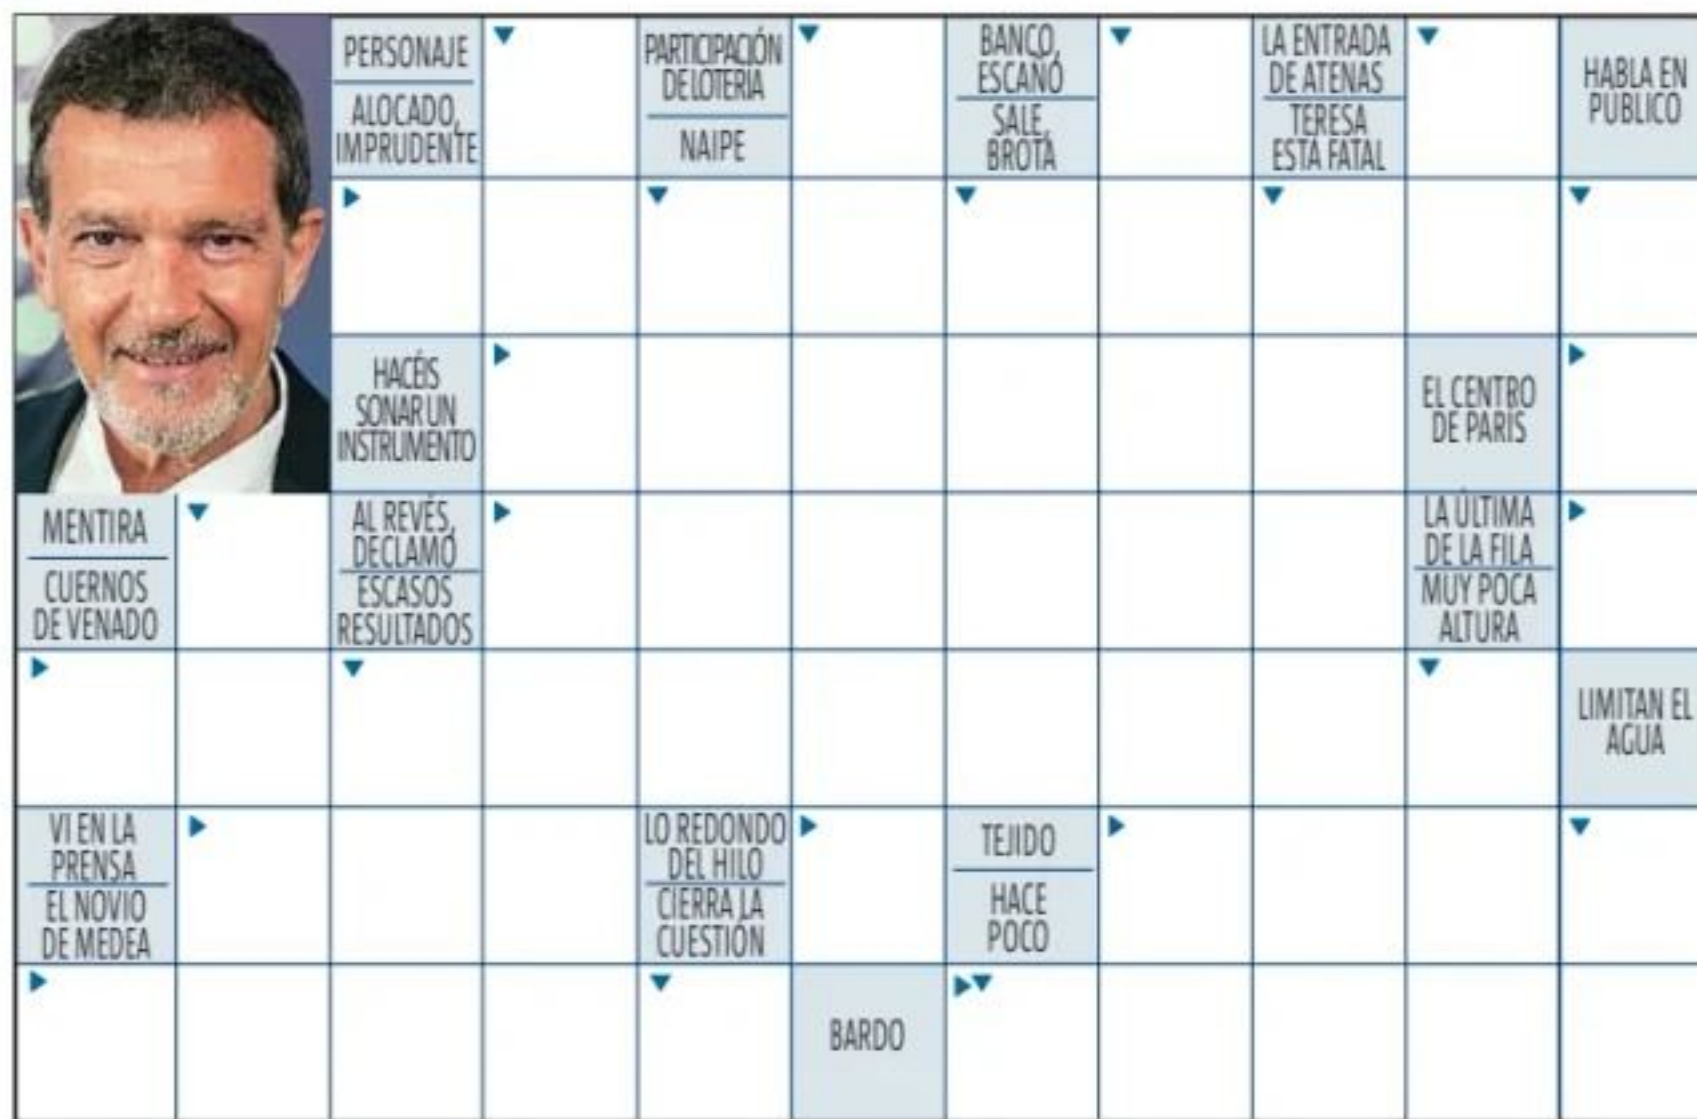 PERSONAJE
ALOCADO,
IMPRUDENTE
PARTICIPACIÓN
DE LOTERIA
NAIPE
BANCO,
ESCAÑO
SALE,
BROTA
LA ENTRADA
DE ATENAS
TERESA
ESTA FATAL
HABLA EN
PUBLICO
HACÉIS
SONAR UN
INSTRUMENTO
EL CENTRO
DE PARIS
MENTIRA
CUERNOS
DE VENADO
AL REVÉS,
DECLAMÓ
ESCASOS
RESULTADOS
LA ÚLTIMA
DE LA FILA
MUY POCA
ALTURA
LIMITAN EL
AGUA
VI EN LA
PRENSA
EL NOVIO
DE MEDEA
LO REDONDO
DEL HILO
CIERRA LA
CUESTIÓN
TEJIDO
HACE
POCO
BARDO